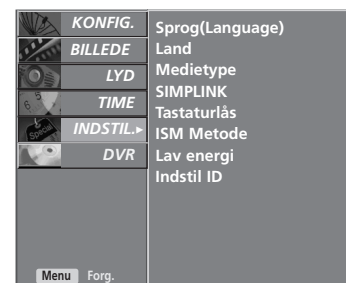 KONFIG.
BILLEDE
LYD
TIME
INDSTIL.▸
DVR
Sprog(Language)
Land
Medietype
SIMPLINK
Tastaturlås
ISM Metode
Lav energi
Indstil ID
Menu Forg.